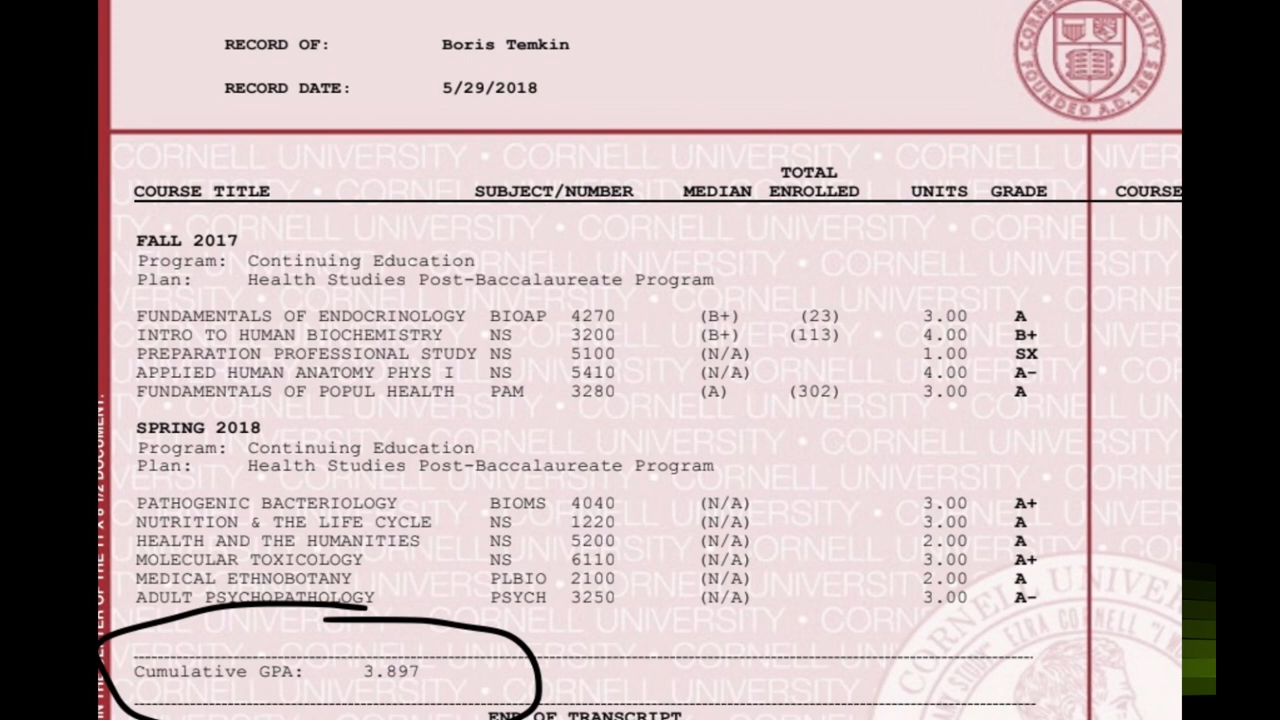 RECORD OF: Boris Temkin
RECORD DATE: 5/29/2018
CORNELL UNIVERSITY
FOUNDED A.D. 1865
TOTAL
COURSE TITLE SUBJECT/NUMBER MEDIAN ENROLLED UNITS GRADE COURSE
FALL 2017
Program: Continuing Education
Plan: Health Studies Post-Baccalaureate Program
FUNDAMENTALS OF ENDOCRINOLOGY BIOAP 4270 (B+) (23) 3.00 A
INTRO TO HUMAN BIOCHEMISTRY NS 3200 (B+) (113) 4.00 B+
PREPARATION PROFESSIONAL STUDY NS 5100 (N/A) 1.00 SX
APPLIED HUMAN ANATOMY PHYS I NS 5410 (N/A) 4.00 A-
FUNDAMENTALS OF POPUL HEALTH PAM 3280 (A) (302) 3.00 A
SPRING 2018
Program: Continuing Education
Plan: Health Studies Post-Baccalaureate Program
PATHOGENIC BACTERIOLOGY BIOMS 4040 (N/A) 3.00 A+
NUTRITION & THE LIFE CYCLE NS 1220 (N/A) 3.00 A
HEALTH AND THE HUMANITIES NS 5200 (N/A) 2.00 A
MOLECULAR TOXICOLOGY NS 6110 (N/A) 3.00 A+
MEDICAL ETHNOBOTANY PLBIO 2100 (N/A) 2.00 A
ADULT PSYCHOPATHOLOGY PSYCH 3250 (N/A) 3.00 A-
Cumulative GPA: 3.897
END OF TRANSCRIPT